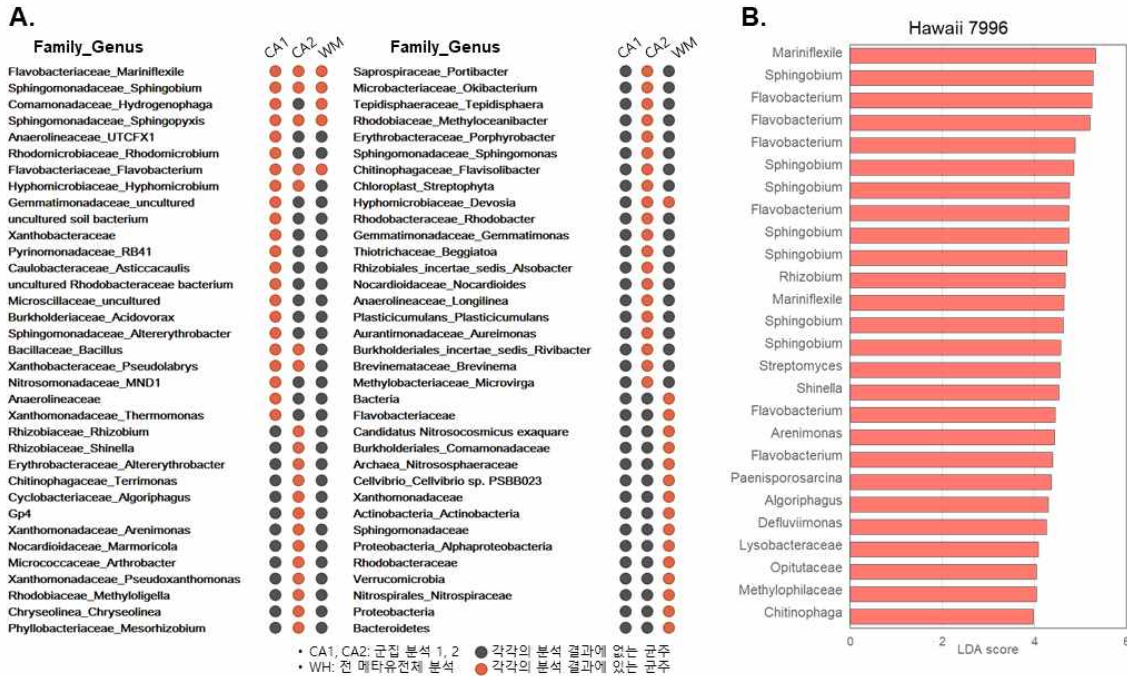 A.
Family_Genus
CA1 CA2 WM
Flavobacteriaceae_Mariniflexile
Sphingomonadaceae_Sphingobium
Comamonadaceae_Hydrogenophaga
Sphingomonadaceae_Sphingopyxis
Anaerolineaceae_UTCFX1
Rhodomicrobiaceae_Rhodomicrobium
Flavobacteriaceae_Flavobacterium
Hyphomicrobiaceae_Hyphomicrobium
Gemmatimonadaceae_uncultured
uncultured soil bacterium
Xanthobacteraceae
Pyrinomonadaceae_RB41
Caulobacteraceae_Asticcacaulis
uncultured Rhodobacteraceae bacterium
Microscillaceae_uncultured
Burkholderiaceae_Acidovorax
Sphingomonadaceae_Altererythrobacter
Bacillaceae_Bacillus
Xanthobacteraceae_Pseudolabrys
Nitrosomonadaceae_MND1
Anaerolineaceae
Xanthomonadaceae_Thermomonas
Rhizobiaceae_Rhizobium
Rhizobiaceae_Shinella
Erythrobacteraceae_Altererythrobacter
Chitinophagaceae_Terrimonas
Cyclobacteriaceae_Algoriphagus
Gp4
Xanthomonadaceae_Arenimonas
Nocardioidaceae_Marmoricola
Micrococcaceae_Arthrobacter
Xanthomonadaceae_Pseudoxanthomonas
Rhodobiaceae_Methyloligella
Chryseolinea_Chryseolinea
Phyllobacteriaceae_Mesorhizobium
Family_Genus
CA1 CA2 WM
Saprospiraceae_Portibacter
Microbacteriaceae_Okibacterium
Tepidisphaeraceae_Tepidisphaera
Rhodobiaceae_Methyloceanibacter
Erythrobacteraceae_Porphyrobacter
Sphingomonadaceae_Sphingomonas
Chitinophagaceae_Flavisolibacter
Chloroplast_Streptophyta
Hyphomicrobiaceae_Devosia
Rhodobacteraceae_Rhodobacter
Gemmatimonadaceae_Gemmatimonas
Thiotrichaceae_Beggiatoa
Rhizobiales_incertae_sedis_Alsobacter
Nocardioidaceae_Nocardioides
Anaerolineaceae_Longilinea
Plasticicumulans_Plasticicumulans
Aurantimonadaceae_Aureimonas
Burkholderiales_incertae_sedis_Rivibacter
Brevinemataceae_Brevinema
Methylobacteriaceae_Microvirga
Bacteria
Flavobacteriaceae
Candidatus Nitrosocosmicus exaquare
Burkholderiales_Comamonadaceae
Archaea_Nitrososphaeraceae
Cellvibrio_Cellvibrio sp. PSBB023
Xanthomonadaceae
Actinobacteria_Actinobacteria
Sphingomonadaceae
Proteobacteria_Alphaproteobacteria
Rhodobacteraceae
Verrucomicrobia
Nitrospirales_Nitrospiraceae
Proteobacteria
Bacteroidetes
• CA1, CA2: 군집 분석 1, 2
• WH: 전 메타유전체 분석
각각의 분석 결과에 없는 균주
각각의 분석 결과에 있는 균주
B.
Hawaii 7996
Mariniflexile
Sphingobium
Flavobacterium
Flavobacterium
Flavobacterium
Sphingobium
Sphingobium
Flavobacterium
Sphingobium
Sphingobium
Rhizobium
Mariniflexile
Sphingobium
Sphingobium
Streptomyces
Shinella
Flavobacterium
Arenimonas
Flavobacterium
Paenisporosarcina
Algoriphagus
Defluviimonas
Lysobacteraceae
Opitutaceae
Methylophilaceae
Chitinophaga
0 2 4 6
LDA score